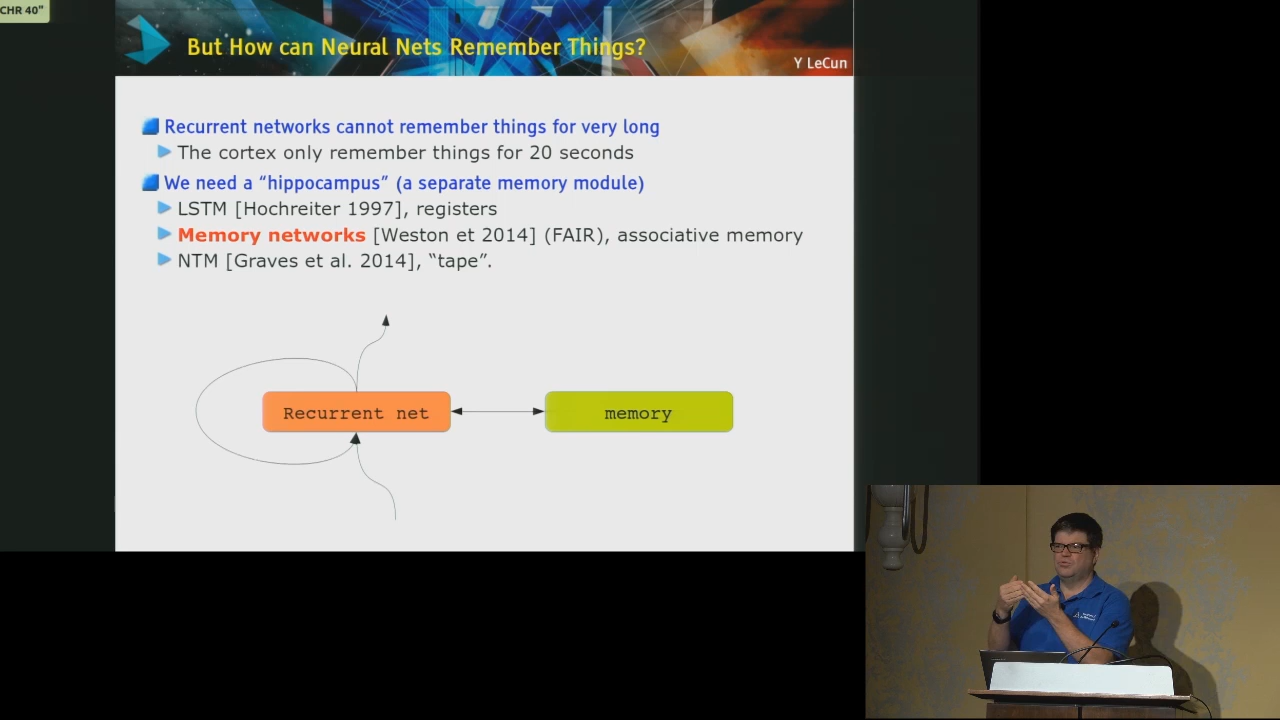 CHR 40"
But How can Neural Nets Remember Things?
Y LeCun
Recurrent networks cannot remember things for very long
The cortex only remember things for 20 seconds
We need a “hippocampus” (a separate memory module)
LSTM [Hochreiter 1997], registers
Memory networks [Weston et 2014] (FAIR), associative memory
NTM [Graves et al. 2014], “tape”.
Recurrent net
memory